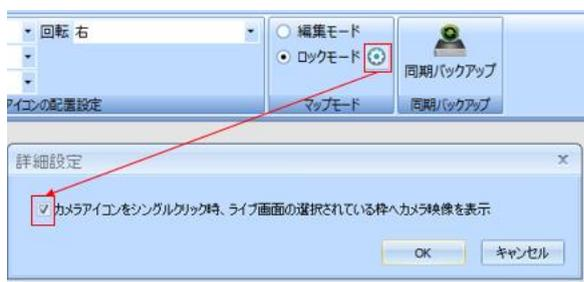 回転 右
編集モード
ロックモード
同期バックアップ
アイコンの配置設定
マップモード
同期バックアップ
詳細設定
x
カメラアイコンをシングルクリック時、ライブ画面の選択されている枠へカメラ映像を表示
OK
キャンセル